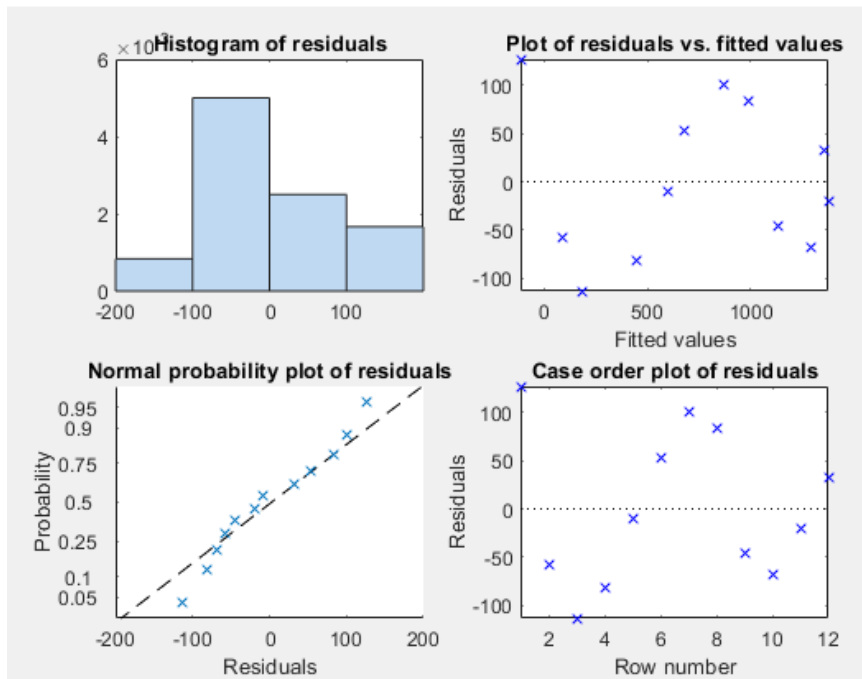 Histogram of residuals
×10-3
6
4
2
0
-200 -100 0 100
Plot of residuals vs. fitted values
Residuals
100
50
0
-50
-100
0 500 1000
Fitted values
Normal probability plot of residuals
Probability
0.95
0.9
0.75
0.5
0.25
0.1
0.05
-200 -100 0 100 200
Residuals
Case order plot of residuals
Residuals
100
50
0
-50
-100
2 4 6 8 10 12
Row number